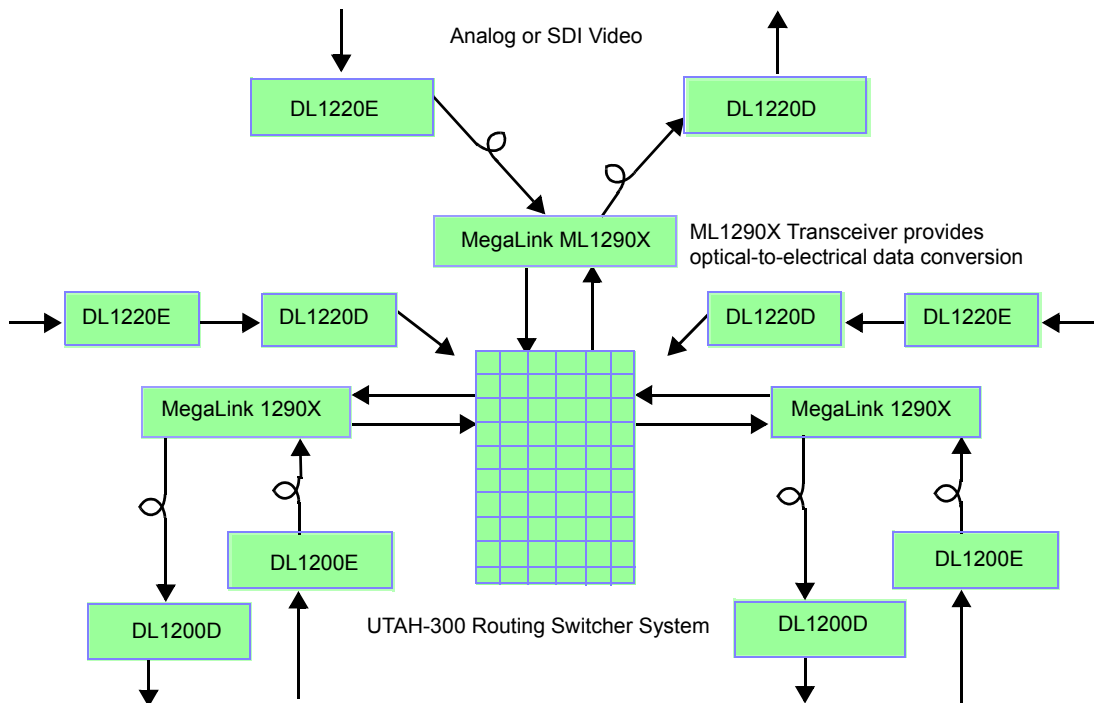 Analog or SDI Video
DL1220E
DL1220D
MegaLink ML1290X
ML1290X Transceiver provides
optical-to-electrical data conversion
DL1220E
DL1220D
DL1220D
DL1220E
MegaLink 1290X
MegaLink 1290X
DL1200E
DL1200E
DL1200D
UTAH-300 Routing Switcher System
DL1200D